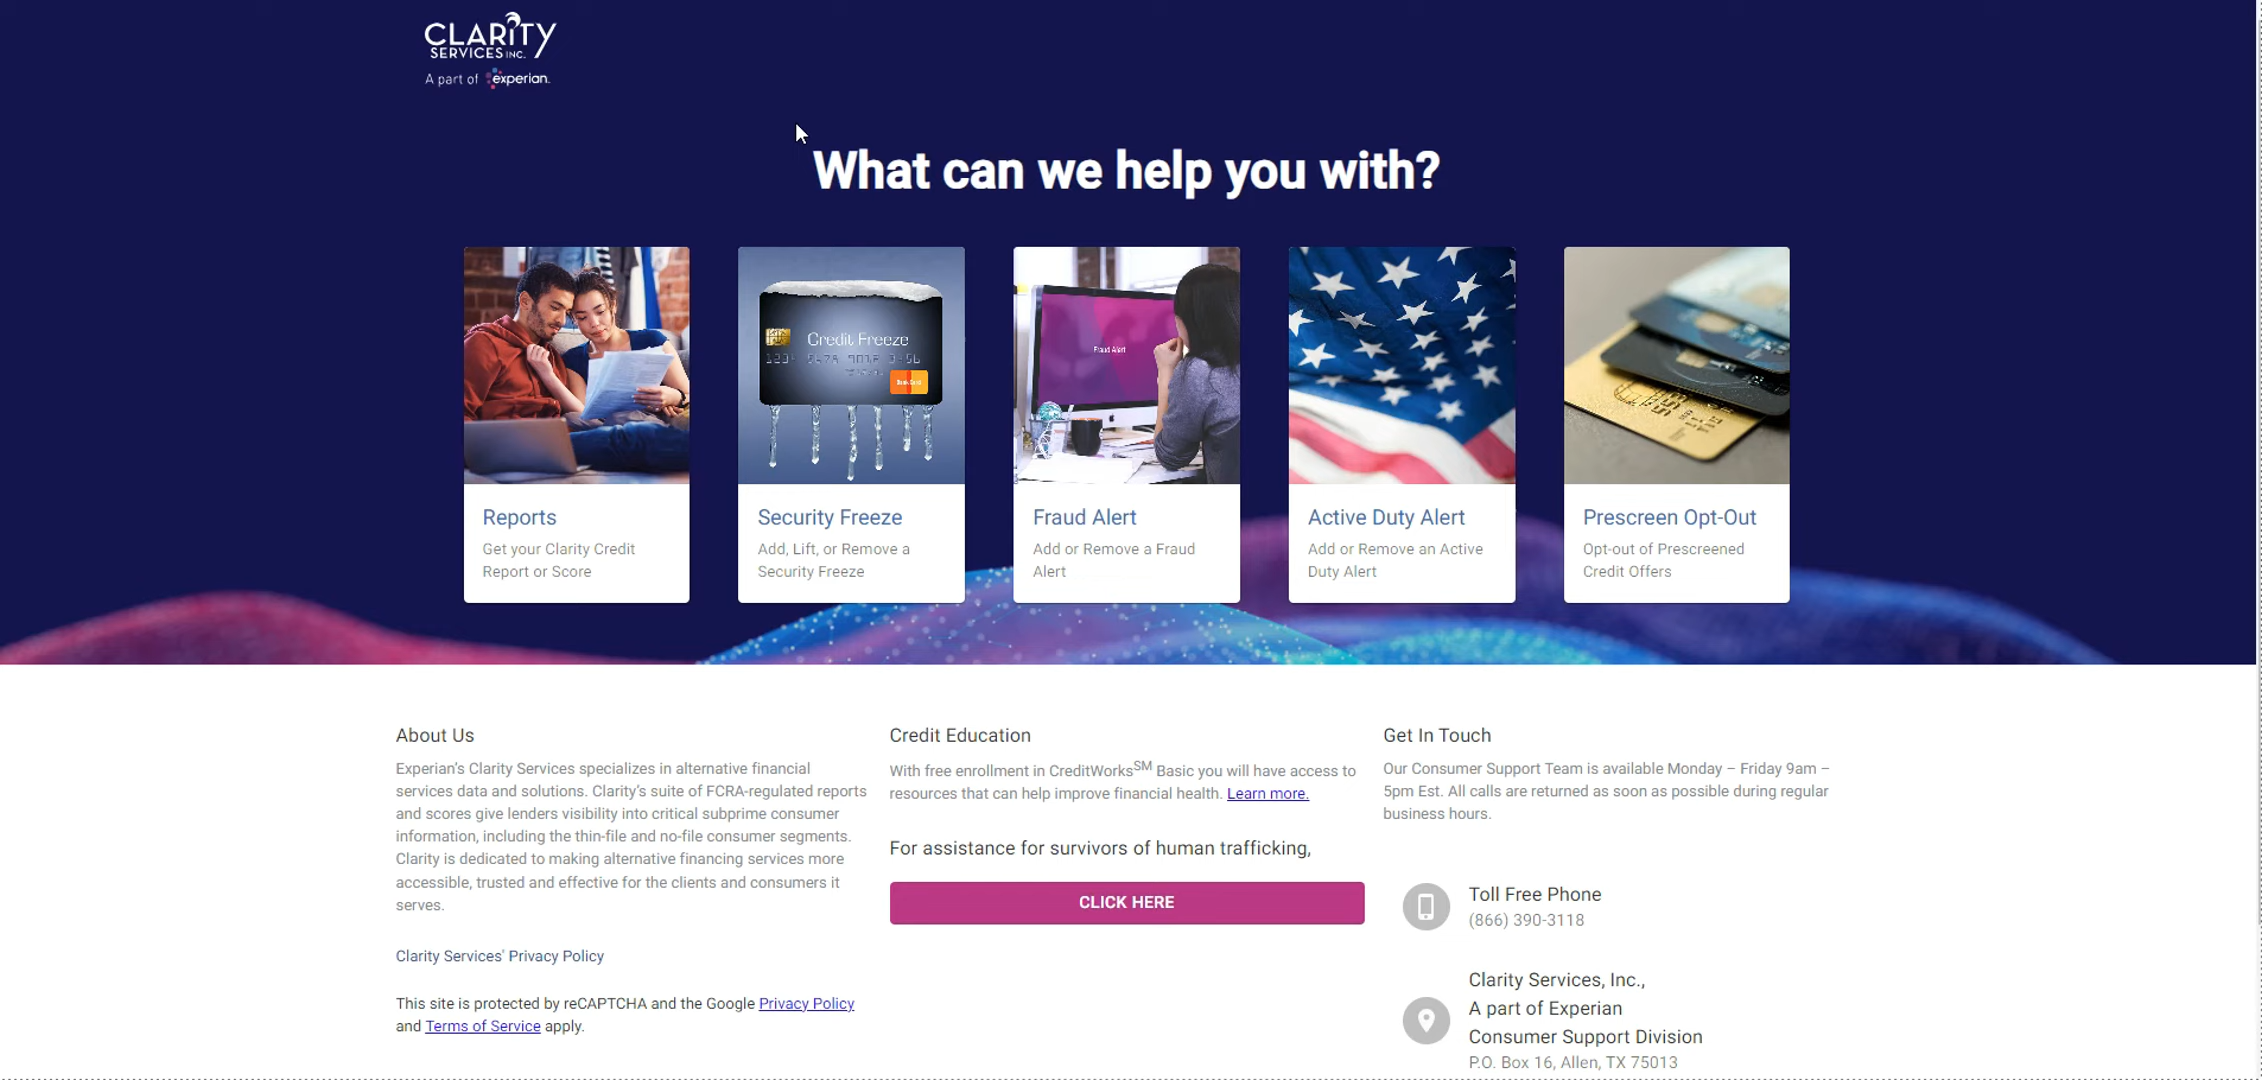 CLARITY
SERVICES INC.
A part of experian.
What can we help you with?
Credit Freeze
Fraud Alert
Reports
Get your Clarity Credit
Report or Score
Security Freeze
Add, Lift, or Remove a
Security Freeze
Fraud Alert
Add or Remove a Fraud
Alert
Active Duty Alert
Add or Remove an Active
Duty Alert
Prescreen Opt-Out
Opt-out of Prescreened
Credit Offers
About Us
Experian's Clarity Services specializes in alternative financial
services data and solutions. Clarity's suite of FCRA-regulated reports
and scores give lenders visibility into critical subprime consumer
information, including the thin-file and no-file consumer segments.
Clarity is dedicated to making alternative financing services more
accessible, trusted and effective for the clients and consumers it
serves.
Clarity Services' Privacy Policy
This site is protected by reCAPTCHA and the Google Privacy Policy
and Terms of Service apply.
Credit Education
With free enrollment in CreditWorksSM Basic you will have access to
resources that can help improve financial health. Learn more.
For assistance for survivors of human trafficking,
CLICK HERE
Get In Touch
Our Consumer Support Team is available Monday – Friday 9am –
5pm Est. All calls are returned as soon as possible during regular
business hours.
Toll Free Phone
(866) 390-3118
Clarity Services, Inc.,
A part of Experian
Consumer Support Division
P.O. Box 16, Allen, TX 75013